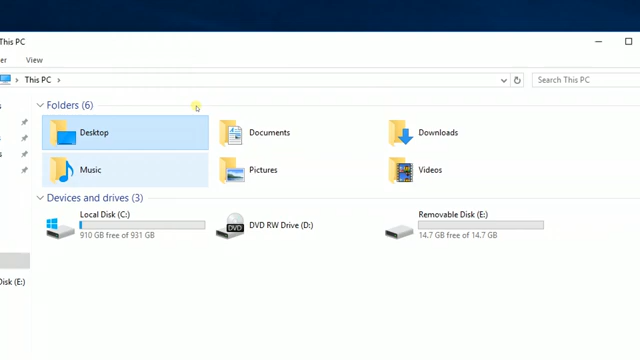 This PC
er View
This PC
Search This PC
Folders (6)
Desktop Documents Downloads
Music Pictures Videos
Devices and drives (3)
Local Disk (C:)
910 GB free of 931 GB
DVD RW Drive (D:)
DVD
Removable Disk (E:)
14.7 GB free of 14.7 GB
Disk (E:)